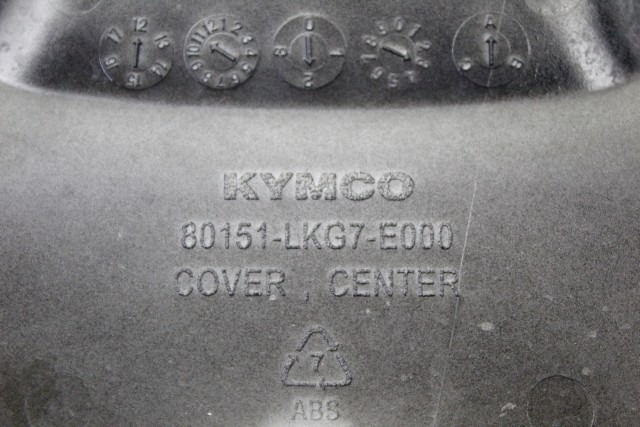 KYMCO
80151-LKG7-E000
COVER , CENTER
7
ABS